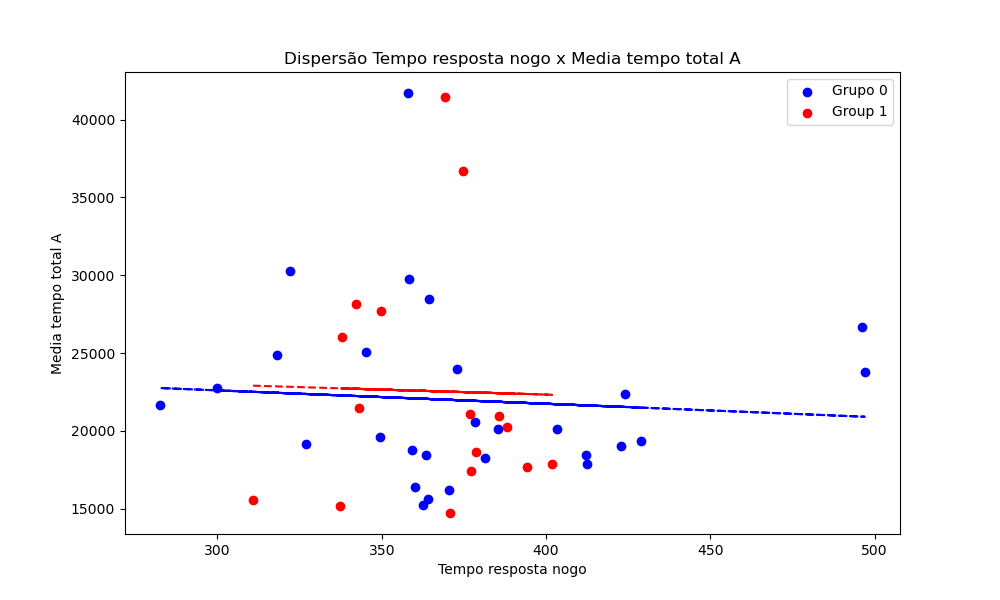 Dispersão Tempo resposta nogo x Media tempo total A
Grupo 0
Group 1
40000
35000
30000
25000
20000
15000
Media tempo total A
300
350
400
450
500
Tempo resposta nogo